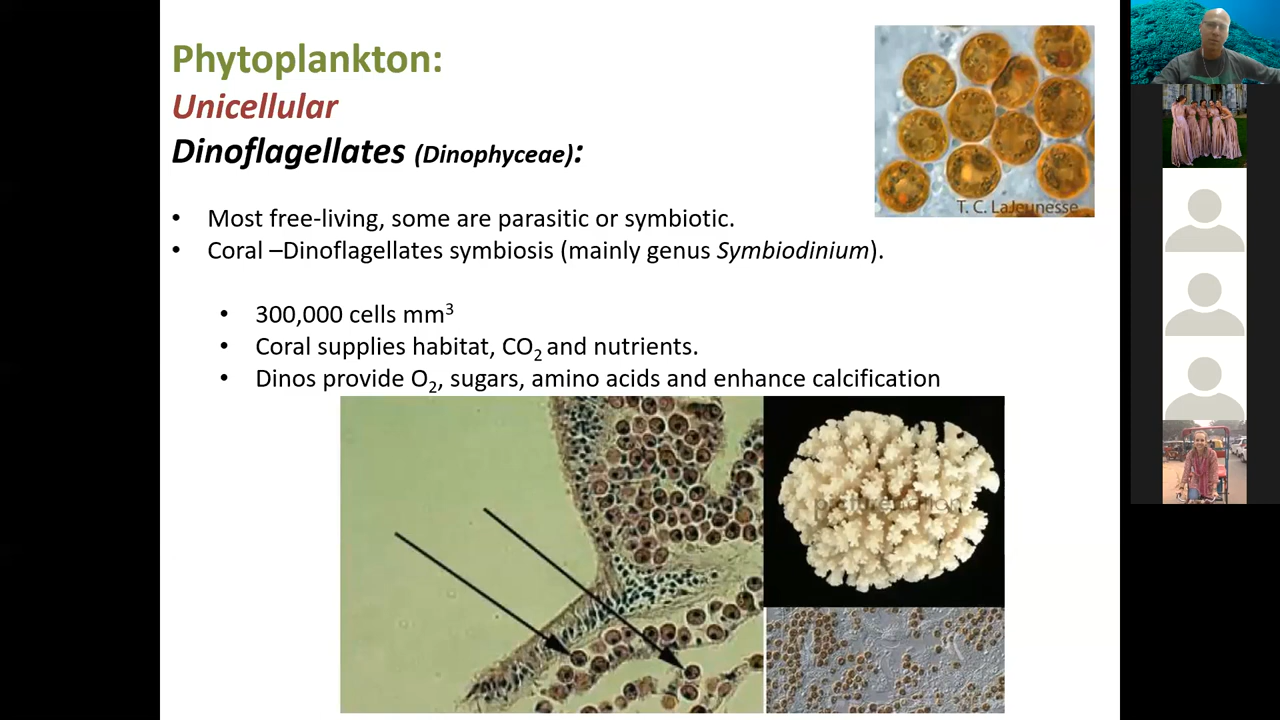 Phytoplankton:
Unicellular
Dinoflagellates (Dinophyceae):
T. C. LaJeunesse
• Most free-living, some are parasitic or symbiotic.
• Coral –Dinoflagellates symbiosis (mainly genus Symbiodinium).
• 300,000 cells mm³
• Coral supplies habitat, CO₂ and nutrients.
• Dinos provide O₂, sugars, amino acids and enhance calcification